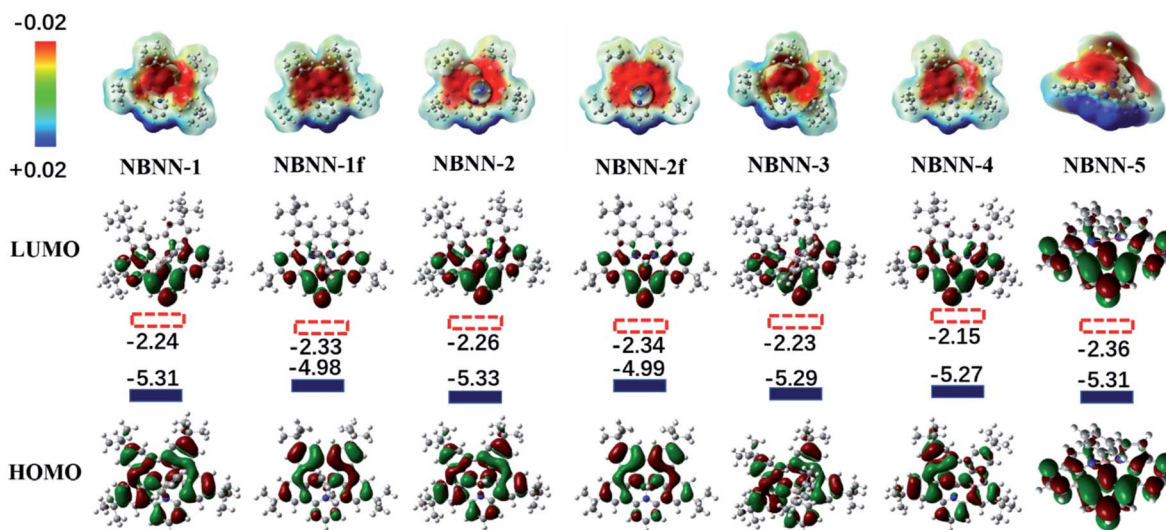 -0.02
+0.02
NBNN-1 NBNN-1f NBNN-2 NBNN-2f NBNN-3 NBNN-4 NBNN-5
LUMO
-2.24 -2.33 -2.26 -2.34 -2.23 -2.15 -2.36
-5.31 -4.98 -5.33 -4.99 -5.29 -5.27 -5.31
HOMO